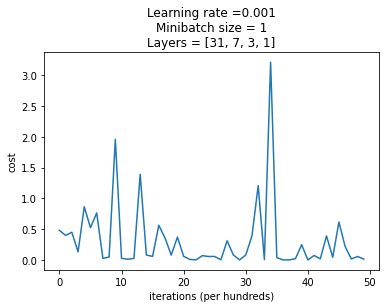 Learning rate =0.001
Minibatch size = 1
Layers = [31, 7, 3, 1]
3.0
2.5
2.0
1.5
1.0
0.5
0.0
cost
0 10 20 30 40 50
iterations (per hundreds)